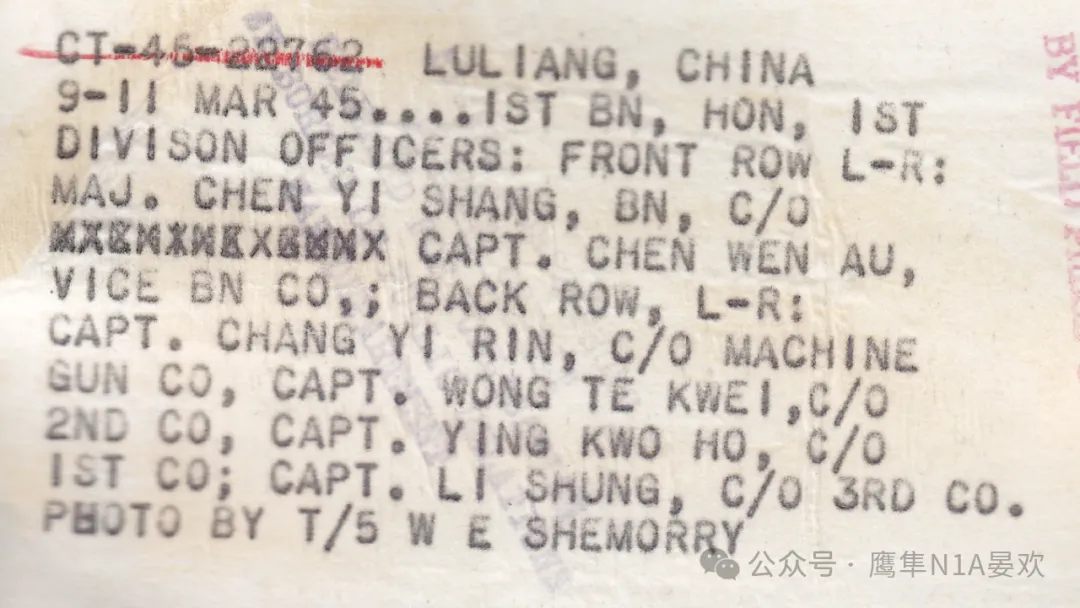 CT-46-29762 LULIANG, CHINA
9-11 MAR 45....1ST BN, HON, 1ST
DIVISON OFFICERS: FRONT ROW L-R:
MAJ. CHEN YI SHANG, BN, C/O
CAPT. CHEN WEN AU,
VICE BN CO,; BACK ROW, L-R:
CAPT. CHANG YI RIN, C/O MACHINE
GUN CO, CAPT. WONG TE KWEI,C/O
2ND CO, CAPT. YING KWO HO, C/O
1ST CO; CAPT. LI SHUNG, C/O 3RD CO.
PHOTO BY T/5 W E SHEMORRY
BY
公众号 · 鹰隼N1A晏欢